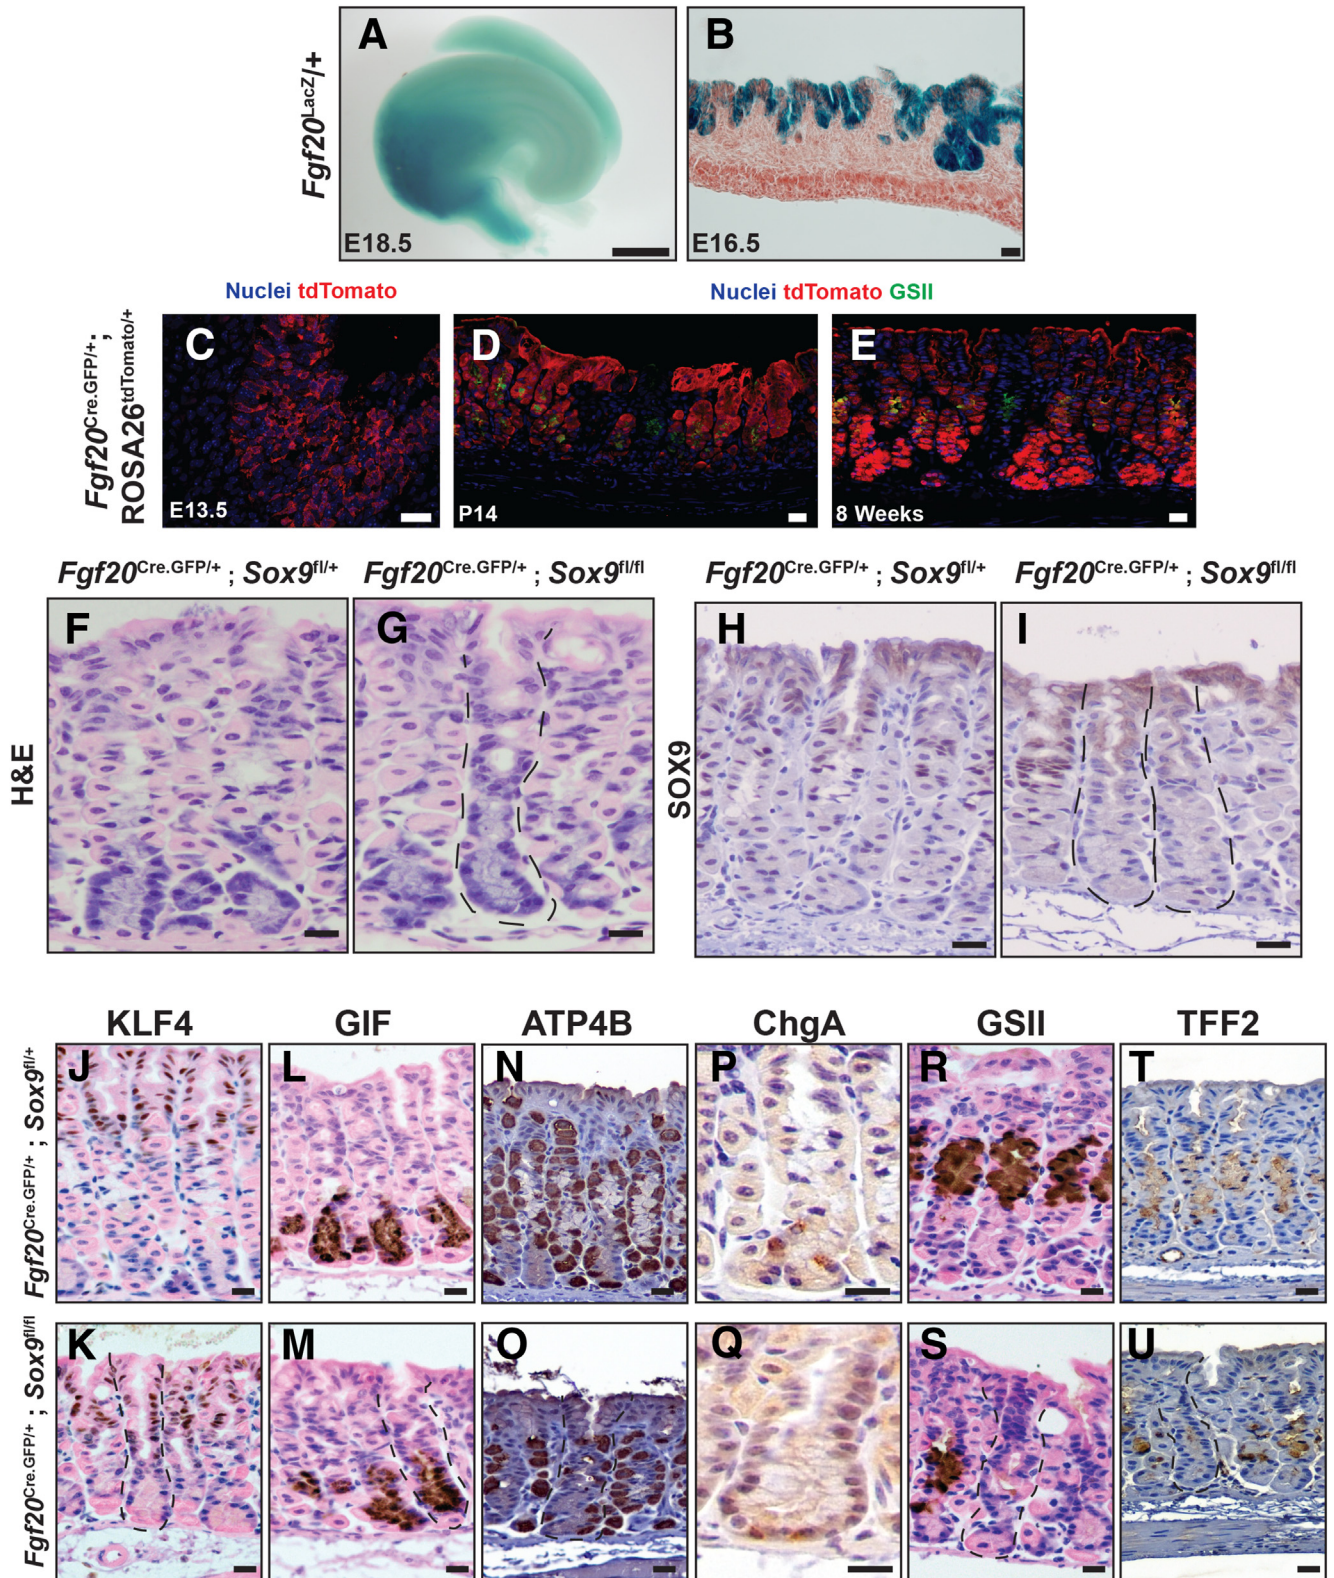 Fgf20LacZ/+
A
E18.5
B
E16.5
Nuclei tdTomato
Nuclei tdTomato GSII
Fgf20Cre.GFP/+;
ROSA26tdTomato/+
C
E13.5
D
P14
E
8 Weeks
Fgf20Cre.GFP/+ ; Sox9fl/+
Fgf20Cre.GFP/+ ; Sox9fl/fl
Fgf20Cre.GFP/+ ; Sox9fl/+
Fgf20Cre.GFP/+ ; Sox9fl/fl
H&E
F
G
SOX9
H
I
KLF4
GIF
ATP4B
ChgA
GSII
TFF2
Fgf20Cre.GFP/+ ; Sox9fl/+
J
L
N
P
R
T
Fgf20Cre.GFP/+ ; Sox9fl/fl
K
M
O
Q
S
U